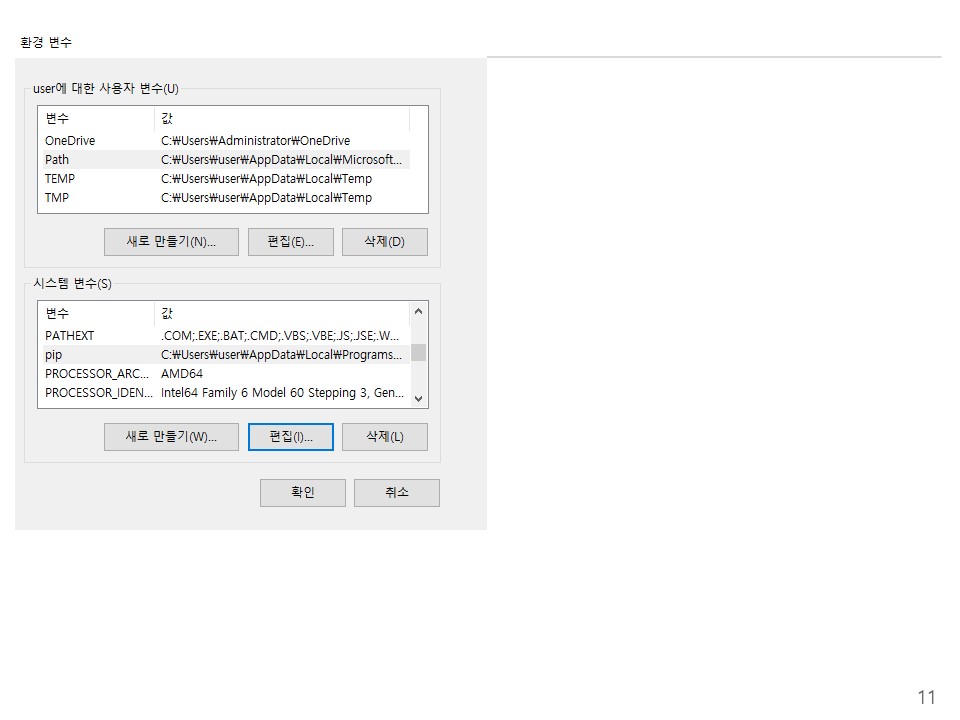 환경 변수
user에 대한 사용자 변수(U)
변수 값
OneDrive C:₩Users₩Administrator₩OneDrive
Path C:₩Users₩user₩AppData₩Local₩Microsoft...
TEMP C:₩Users₩user₩AppData₩Local₩Temp
TMP C:₩Users₩user₩AppData₩Local₩Temp
새로 만들기(N)... 편집(E)... 삭제(D)
시스템 변수(S)
변수 값
PATHEXT .COM;.EXE;.BAT;.CMD;.VBS;.VBE;.JS;.JSE;.W...
pip C:₩Users₩user₩AppData₩Local₩Programs...
PROCESSOR_ARC... AMD64
PROCESSOR_IDEN... Intel64 Family 6 Model 60 Stepping 3, Gen...
새로 만들기(W)... 편집(I)... 삭제(L)
확인 취소
11